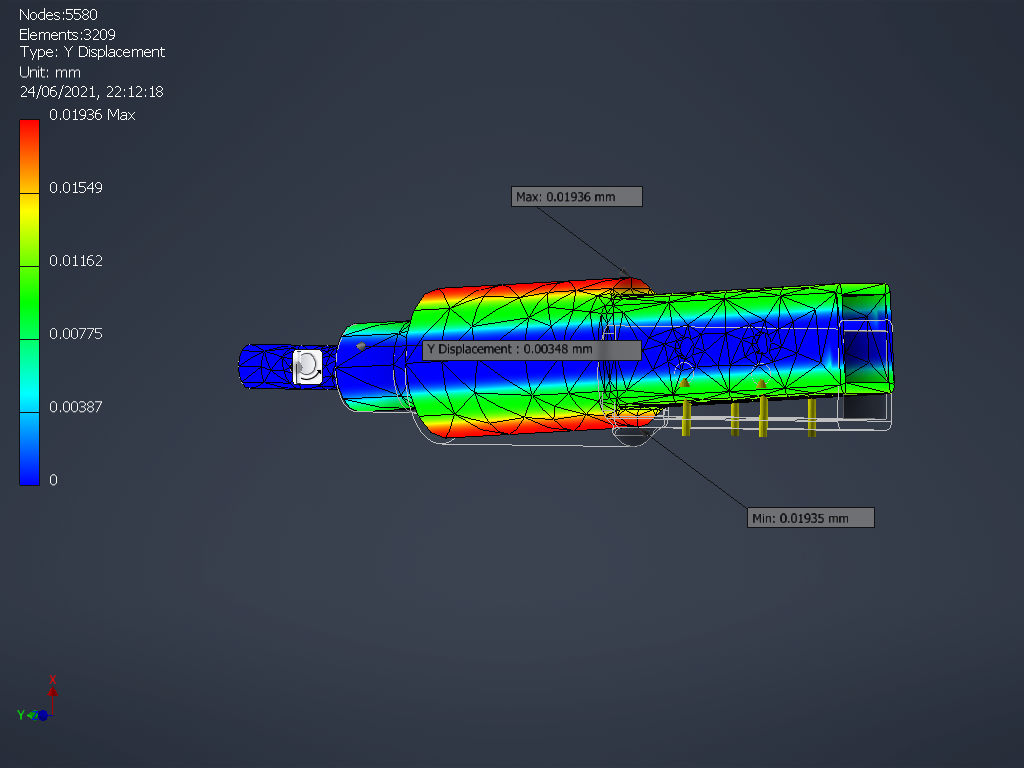 Nodes:5580
Elements:3209
Type: Y Displacement
Unit: mm
24/06/2021, 22:12:18
0.01936 Max
0.01549
0.01162
0.00775
0.00387
0
Max: 0.01936 mm
Y Displacement : 0.00348 mm
Min: 0.01935 mm
X
Y